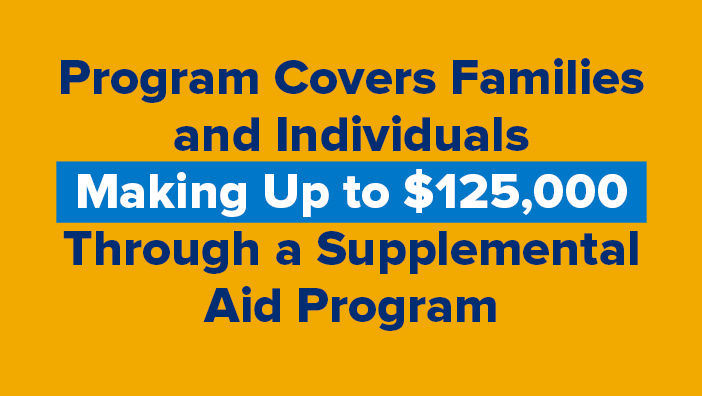 Program Covers Families
and Individuals
Making Up to $125,000
Through a Supplemental
Aid Program